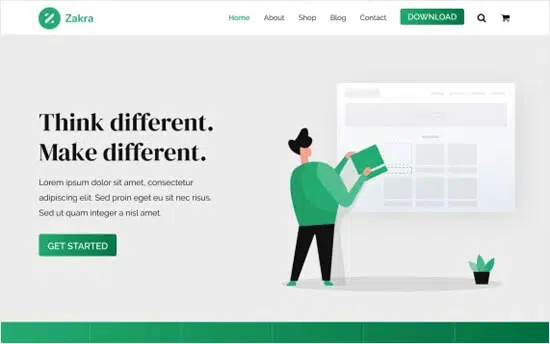 Zakra
Home About Shop Blog Contact DOWNLOAD
Think different.
Make different.
Lorem ipsum dolor sit amet, consectetur
adipiscing elit. Sed proin eget eu sit nec risus.
Sed ut quam integer a nisl amet
GET STARTED